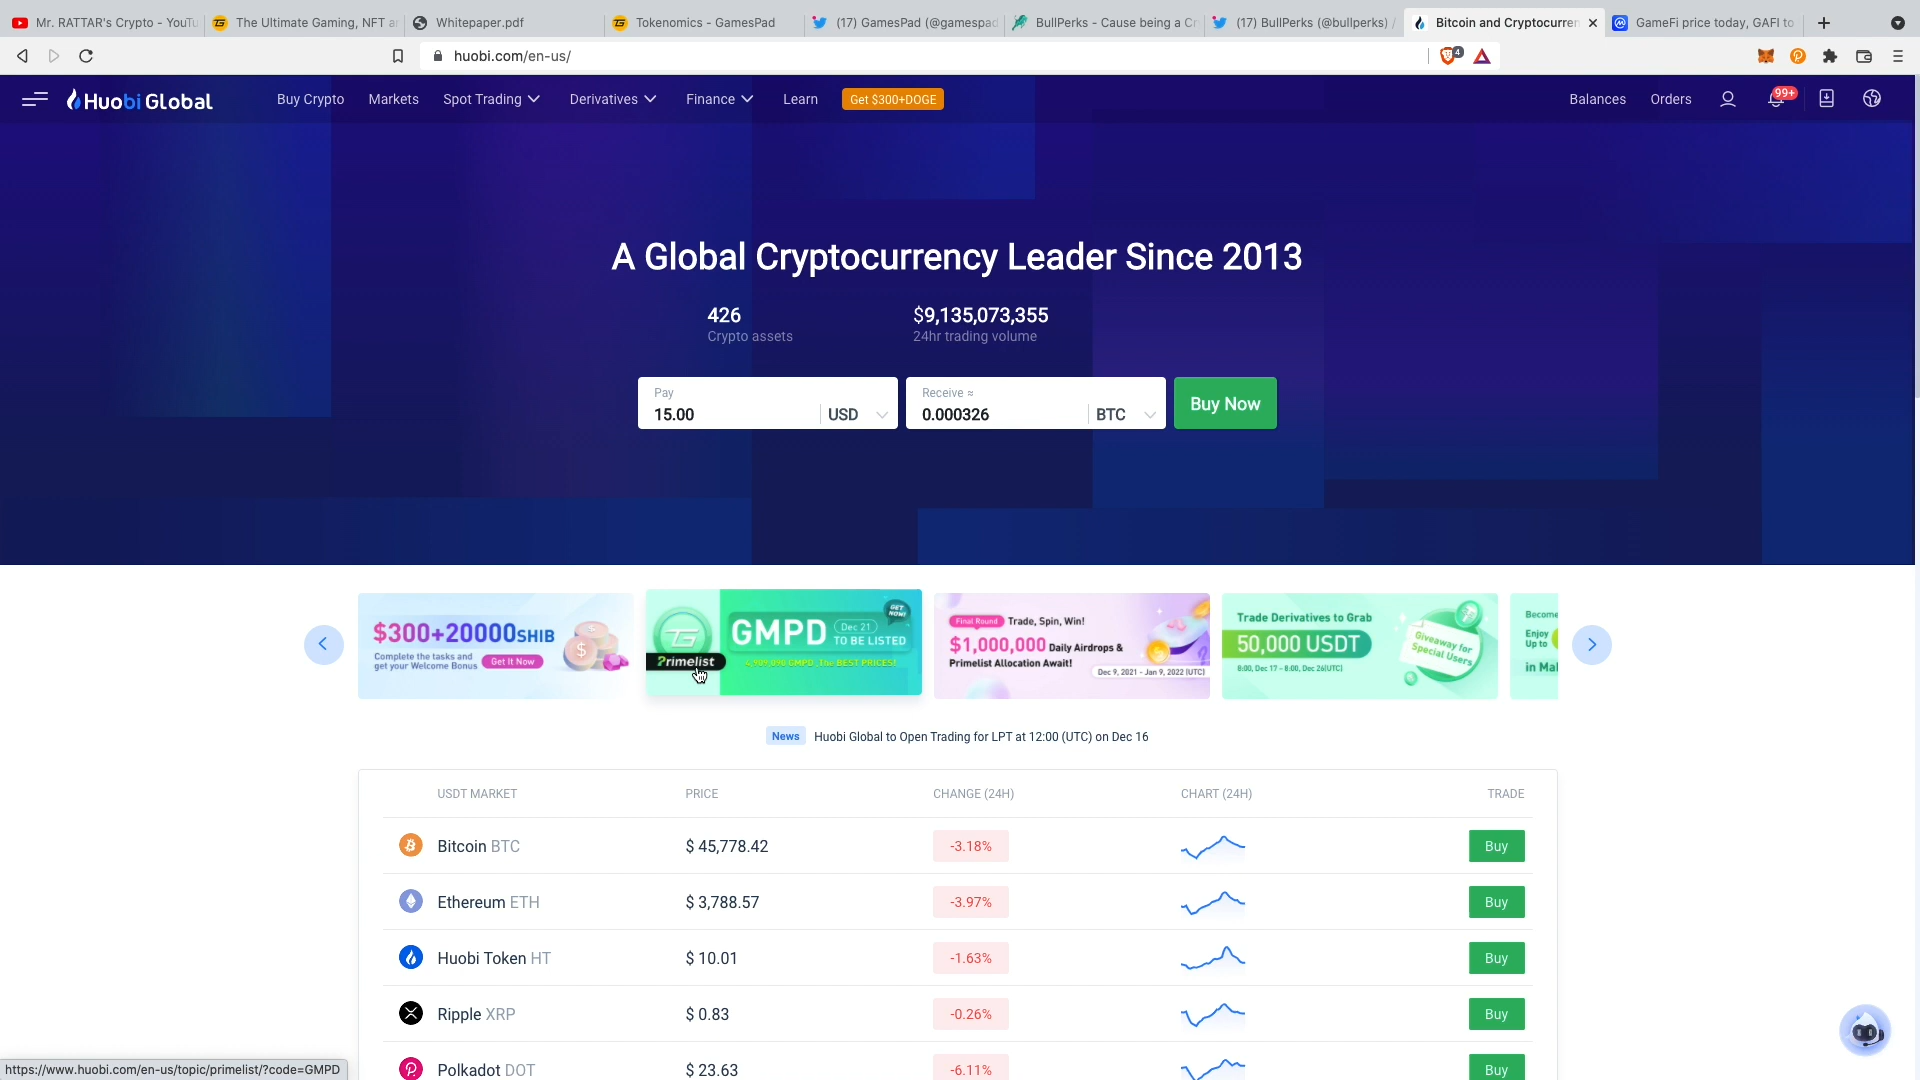 Mr. RATTAR's Crypto - YouTu
The Ultimate Gaming, NFT a
Whitepaper.pdf
Tokenomics - GamesPad
(17) GamesPad (@gamespad
BullPerks - Cause being a Cr
(17) BullPerks (@bullperks) /
Bitcoin and Cryptocurren
GameFi price today, GAFI to
huobi.com/en-us/
4
Huobi Global
Buy Crypto
Markets
Spot Trading
Derivatives
Finance
Learn
Get $300+DOGE
Balances
Orders
99+
A Global Cryptocurrency Leader Since 2013
426
Crypto assets
$9,135,073,355
24hr trading volume
Pay
15.00
USD
Receive ≈
0.000326
BTC
Buy Now
$300+20000SHIB
Complete the tasks and
get your Welcome Bonus
Get It Now
Primelist
GMPD
Dec 21
TO BE LISTED
GET
NOW!
4,909,090 GMPD, The BEST PRICES!
Final Round
Trade, Spin, Win!
$1,000,000 Daily Airdrops &
Primelist Allocation Await!
Dec 9, 2021 - Jan 9, 2022 (UTC)
Trade Derivatives to Grab
50,000 USDT
8:00, Dec 17 - 8:00, Dec 26(UTC)
Giveaway for
Special Users
Become
Enjoy
Up to
in Mal
News
Huobi Global to Open Trading for LPT at 12:00 (UTC) on Dec 16
USDT MARKET
PRICE
CHANGE (24H)
CHART (24H)
TRADE
Bitcoin BTC
$ 45,778.42
-3.18%
Buy
Ethereum ETH
$ 3,788.57
-3.97%
Buy
Huobi Token HT
$ 10.01
-1.63%
Buy
Ripple XRP
$ 0.83
-0.26%
Buy
Polkadot DOT
$ 23.63
-6.11%
Buy
https://www.huobi.com/en-us/topic/primelist/?code=GMPD